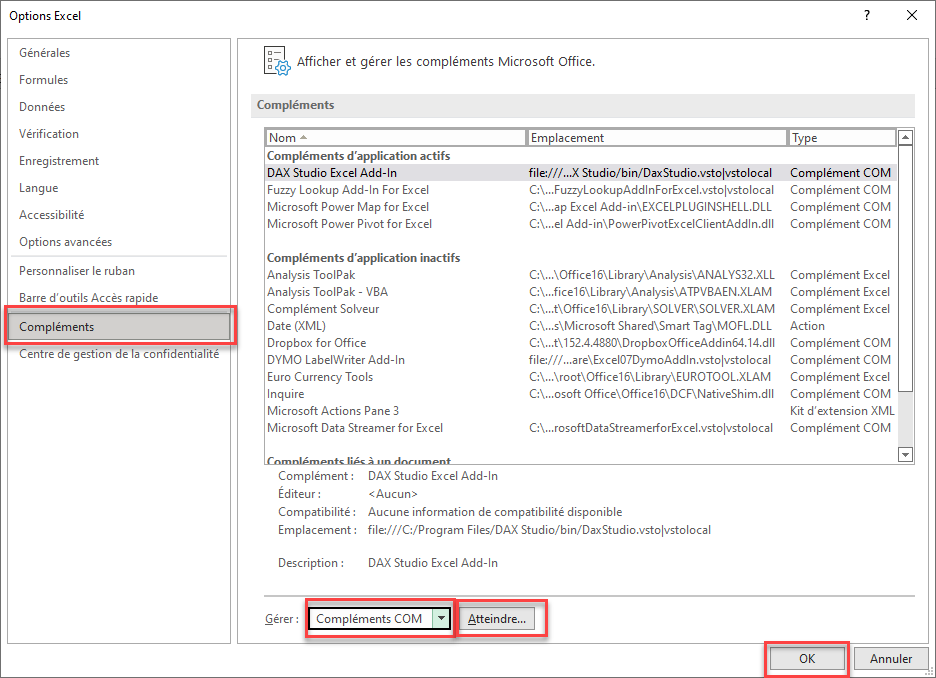 Options Excel
?
Générales
Formules
Données
Vérification
Enregistrement
Langue
Accessibilité
Options avancées
Personnaliser le ruban
Barre d'outils Accès rapide
Compléments
Centre de gestion de la confidentialité
Afficher et gérer les compléments Microsoft Office.
Compléments
Nom Emplacement Type
Compléments d'application actifs
DAX Studio Excel Add-In file:///...X Studio/bin/DaxStudio.vsto|vstolocal Complément COM
Fuzzy Lookup Add-In For Excel C:\...FuzzyLookupAddInForExcel.vsto|vstolocal Complément COM
Microsoft Power Map for Excel C:\...ap Excel Add-in\EXCELPLUGINSHELL.DLL Complément COM
Microsoft Power Pivot for Excel C:\...el Add-in\PowerPivotExcelClientAddIn.dll Complément COM
Compléments d'application inactifs
Analysis ToolPak C:\...\Office16\Library\Analysis\ANALYS32.XLL Complément Excel
Analysis ToolPak - VBA C:\...fice16\Library\Analysis\ATPVBAEN.XLAM Complément Excel
Complément Solveur C:\...t\Office16\Library\SOLVER\SOLVER.XLAM Complément Excel
Date (XML) C:\...s\Microsoft Shared\Smart Tag\MOFL.DLL Action
Dropbox for Office C:\...t\152.4.4880\DropboxOfficeAddin64.14.dll Complément COM
DYMO LabelWriter Add-In file:///...are\Excel07DymoAddIn.vsto|vstolocal Complément COM
Euro Currency Tools C:\...\root\Office16\Library\EUROTOOL.XLAM Complément Excel
Inquire C:\...osoft Office\Office16\DCF\NativeShim.dll Complément COM
Microsoft Actions Pane 3 Kit d'extension XML
Microsoft Data Streamer for Excel C:\...rosoftDataStreamerforExcel.vsto|vstolocal Complément COM
Compléments liés à un document
Complément : DAX Studio Excel Add-In
Éditeur : <Aucun>
Compatibilité : Aucune information de compatibilité disponible
Emplacement : file:///C:/Program Files/DAX Studio/bin/DaxStudio.vsto|vstolocal
Description : DAX Studio Excel Add-In
Gérer : Compléments COM Atteindre...
OK Annuler